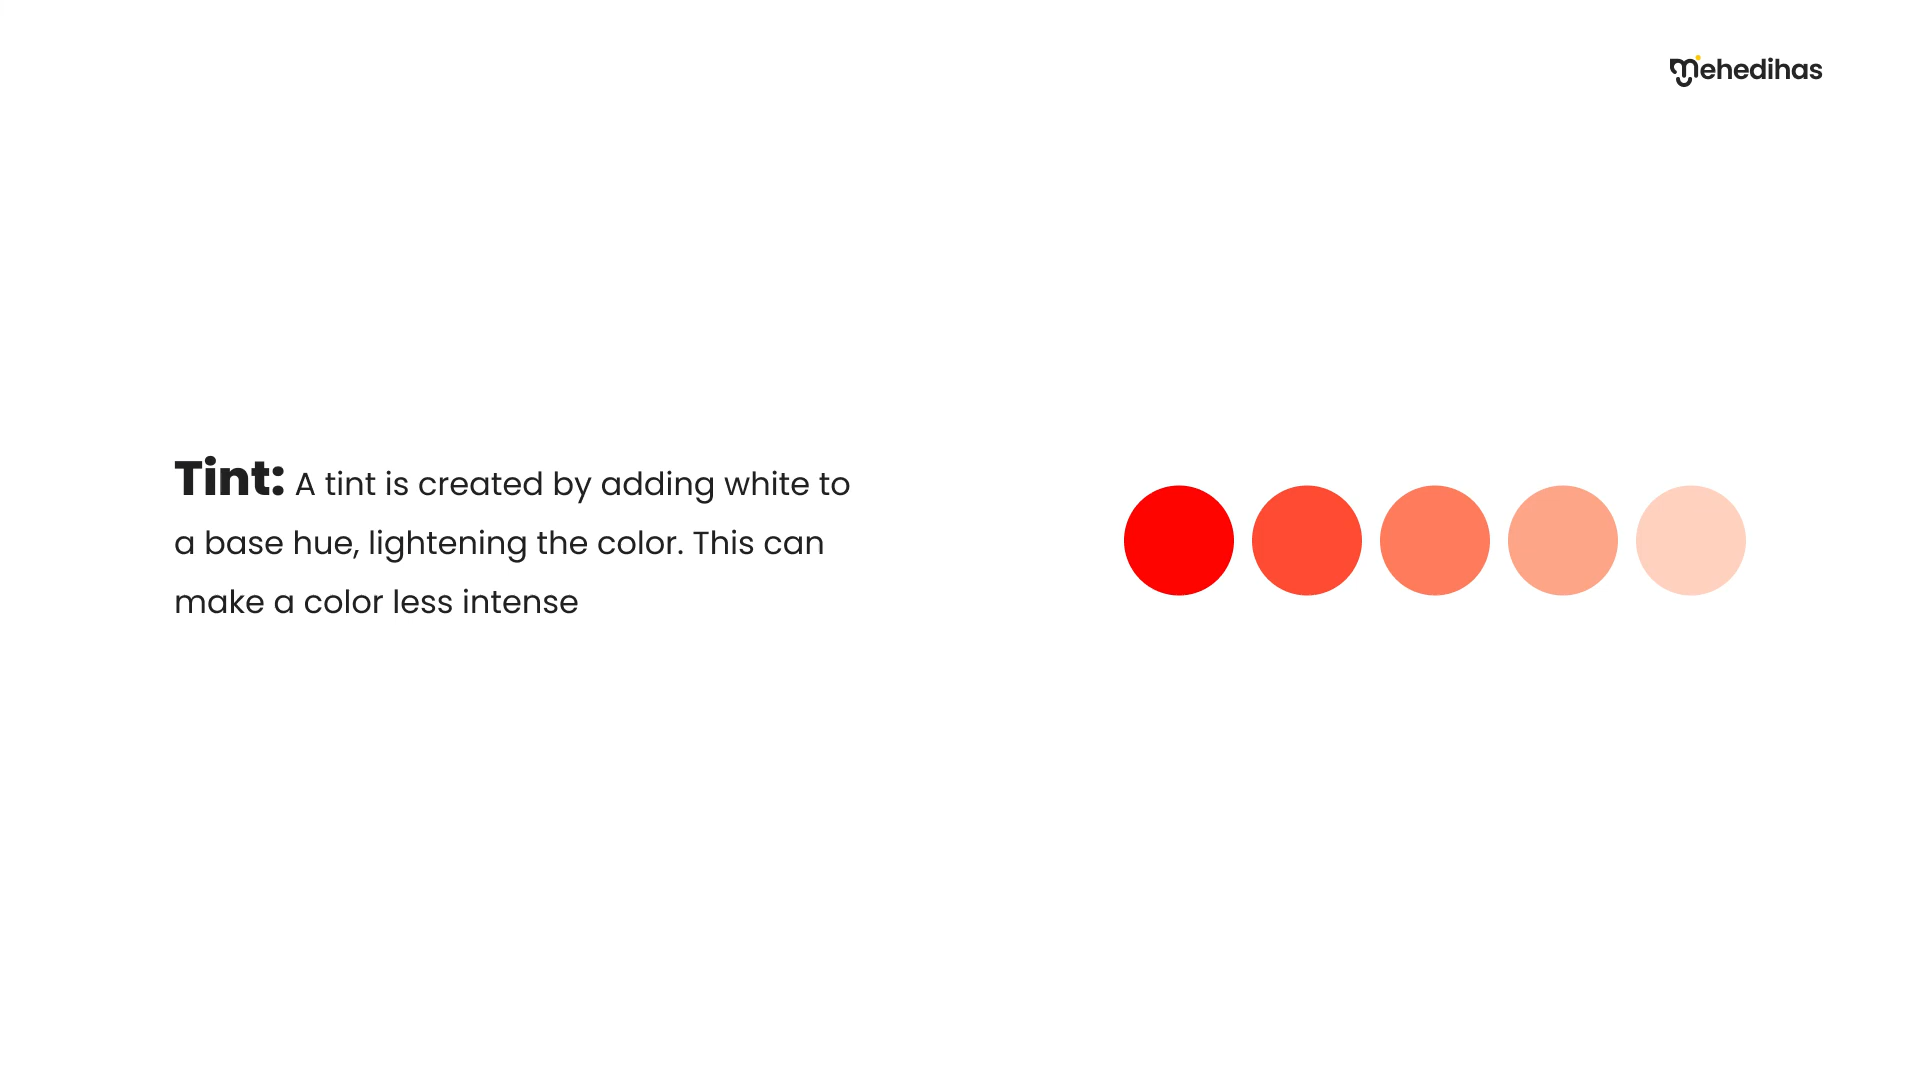 mehedihas
Tint: A tint is created by adding white to
a base hue, lightening the color. This can
make a color less intense